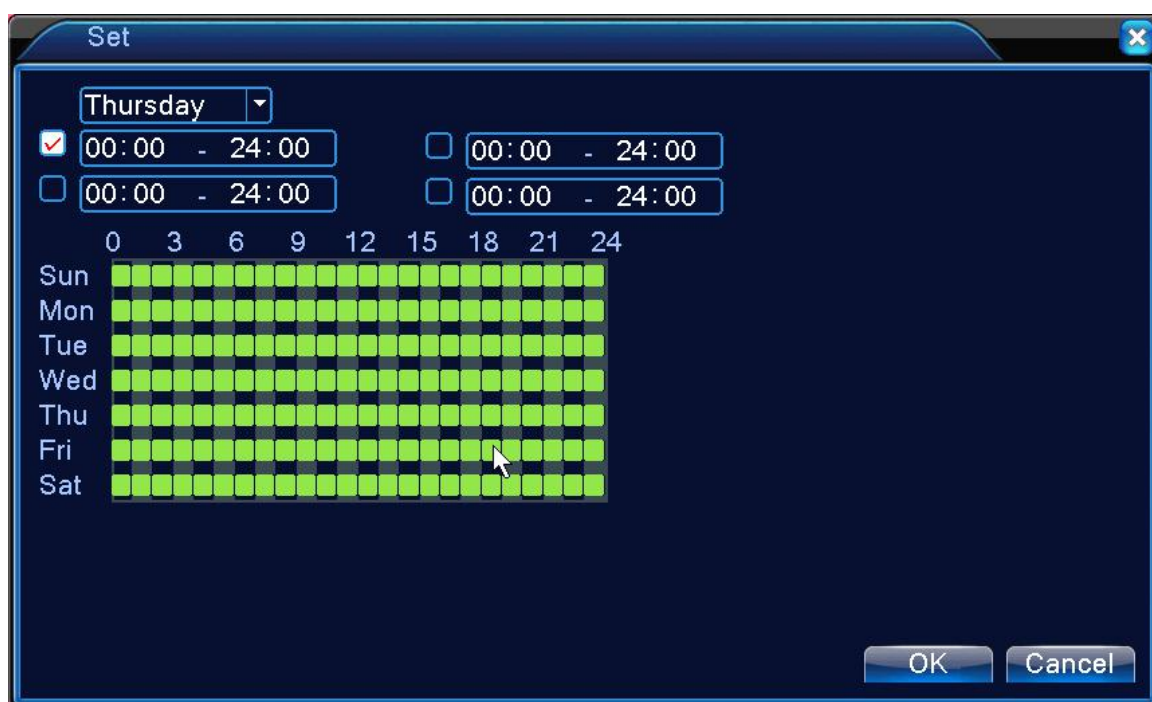 Set
Thursday
00:00 - 24:00 00:00 - 24:00
00:00 - 24:00 00:00 - 24:00
0 3 6 9 12 15 18 21 24
Sun
Mon
Tue
Wed
Thu
Fri
Sat
OK Cancel